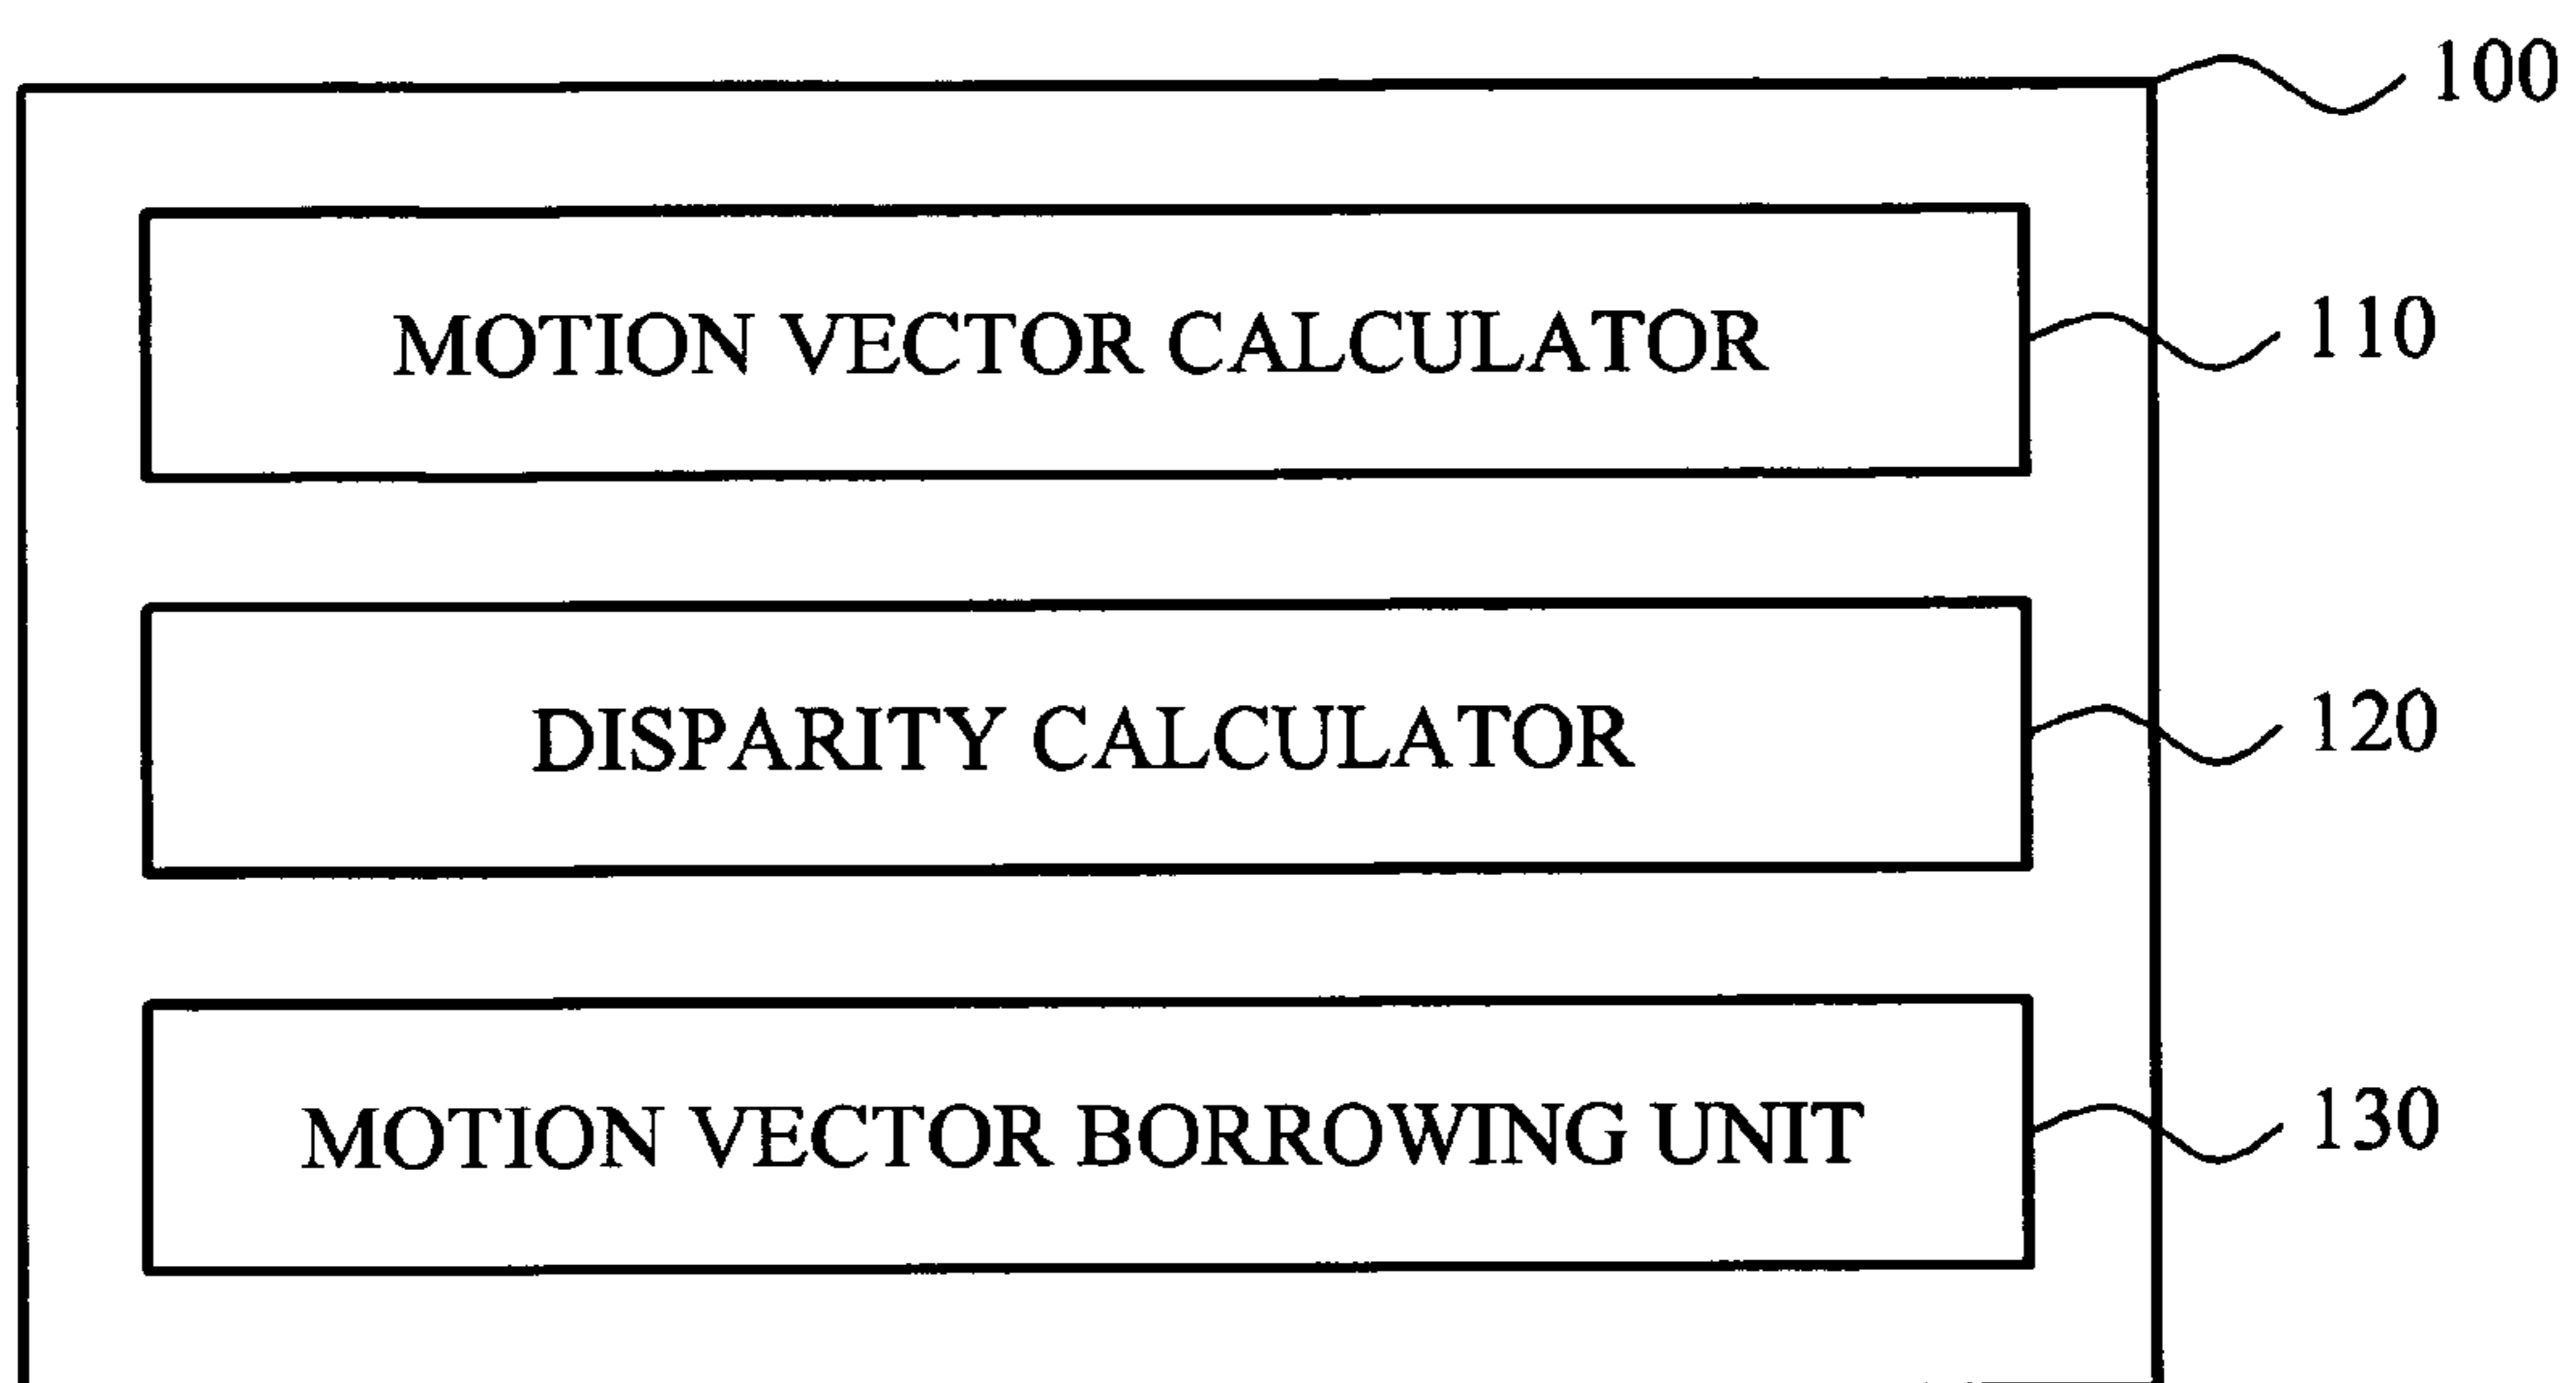 100
MOTION VECTOR CALCULATOR 110
DISPARITY CALCULATOR 120
MOTION VECTOR BORROWING UNIT 130